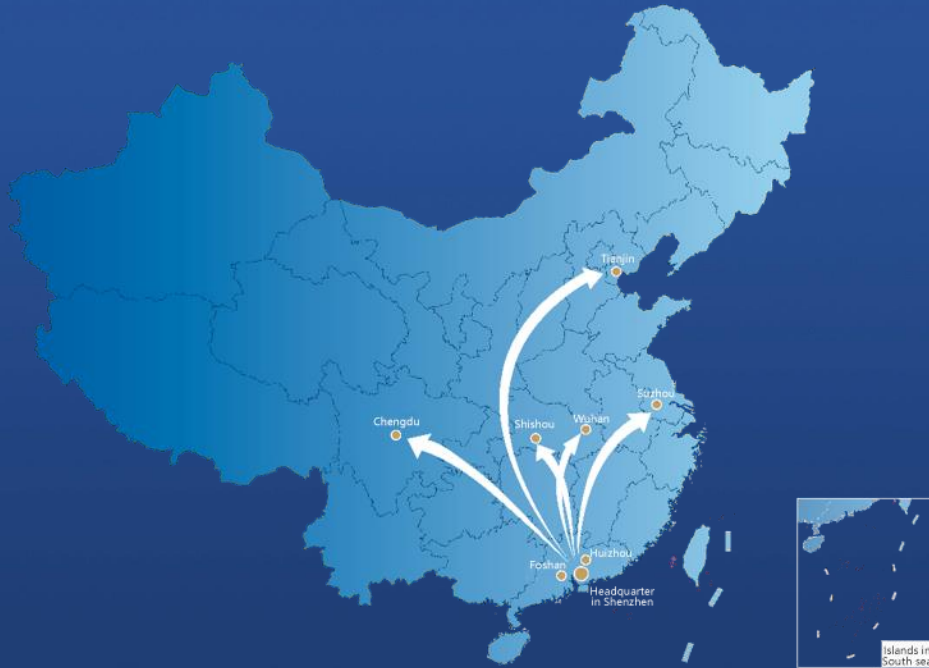 Tienjin
Suzhou
Chengdu
Shishou
Wuhan
Huizhou
Foshan
Headquarter
in Shenzhen
Islands in
South sea